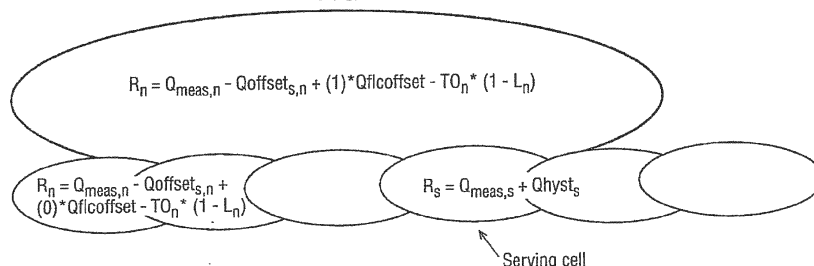 R_n = Q_meas,n - Qoffset_s,n + (1)*Qflcoffset - TO_n* (1 - L_n)
R_n = Q_meas,n - Qoffset_s,n +
(0)*Qflcoffset - TO_n* (1 - L_n)
R_s = Q_meas,s + Qhyst_s
Serving cell